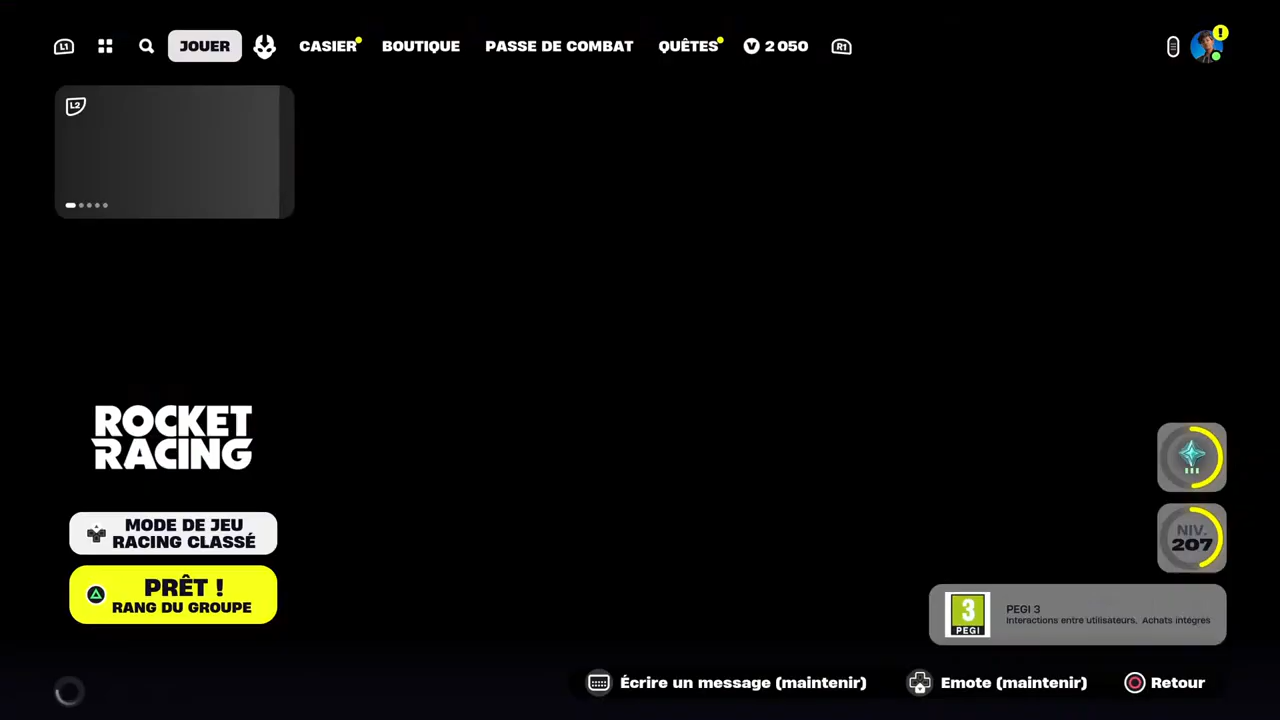 L1
JOUER
CASIER
BOUTIQUE
PASSE DE COMBAT
QUÊTES
V 2 050
R1
!
L2
ROCKET
RACING
MODE DE JEU
RACING CLASSÉ
PRÊT !
RANG DU GROUPE
NIV.
207
3
PEGI
PEGI 3
Interactions entre utilisateurs, Achats intégrés
Écrire un message (maintenir)
Emote (maintenir)
Retour